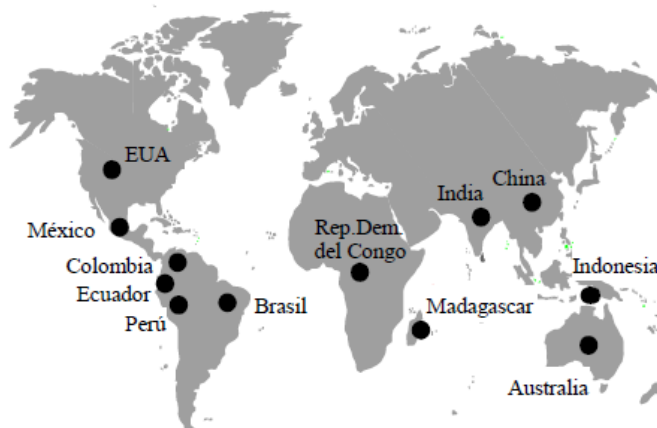 EUA
China
India
México
Rep.Dem.
del Congo
Colombia
Indonesia
Ecuador
Brasil
Madagascar
Perú
Australia